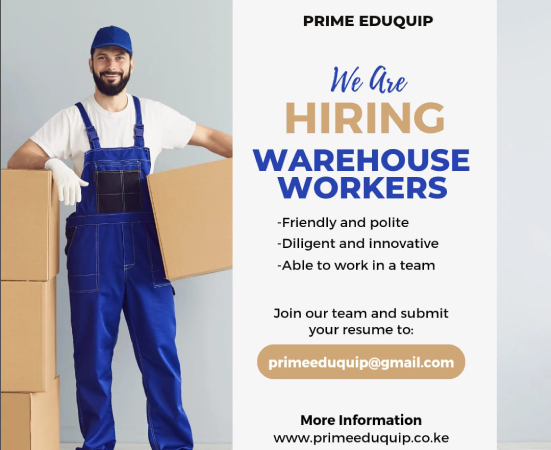 PRIME EDUQUIP
We Are
HIRING
WAREHOUSE
WORKERS
-Friendly and polite
-Diligent and innovative
-Able to work in a team
Join our team and submit
your resume to:
primeeduquip@gmail.com
More Information
www.primeeduquip.co.ke